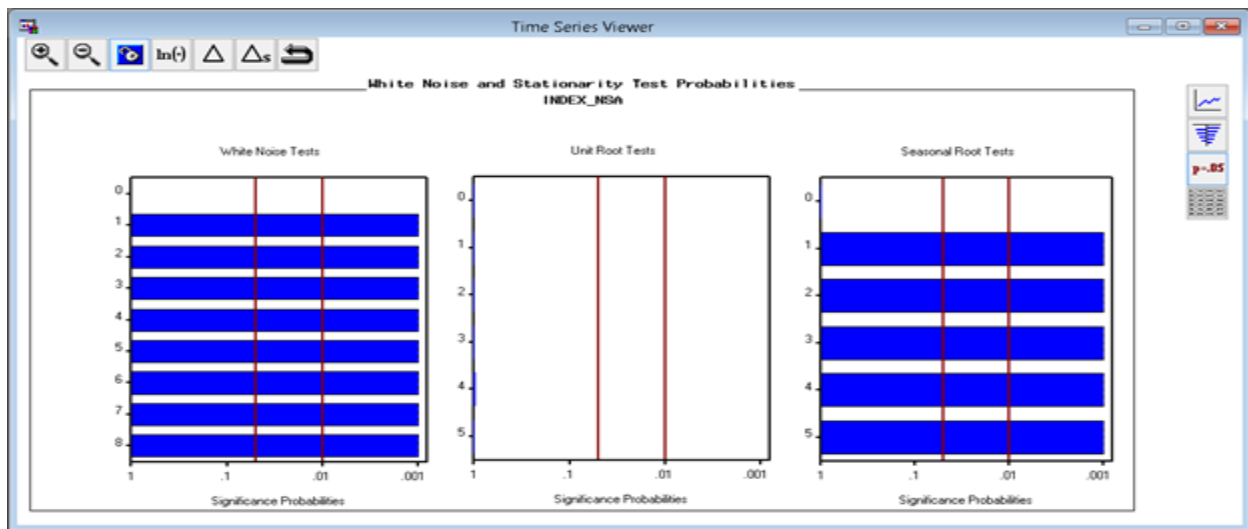 Time Series Viewer
ln(·) Δ Δs
White Noise and Stationarity Test Probabilities
INDEX_NSA
p=.05
White Noise Tests
0
1
2
3
4
5
6
7
8
1 .1 .01 .001
Significance Probabilities
Unit Root Tests
0
1
2
3
4
5
1 .1 .01 .001
Significance Probabilities
Seasonal Root Tests
0
1
2
3
4
5
1 .1 .01 .001
Significance Probabilities